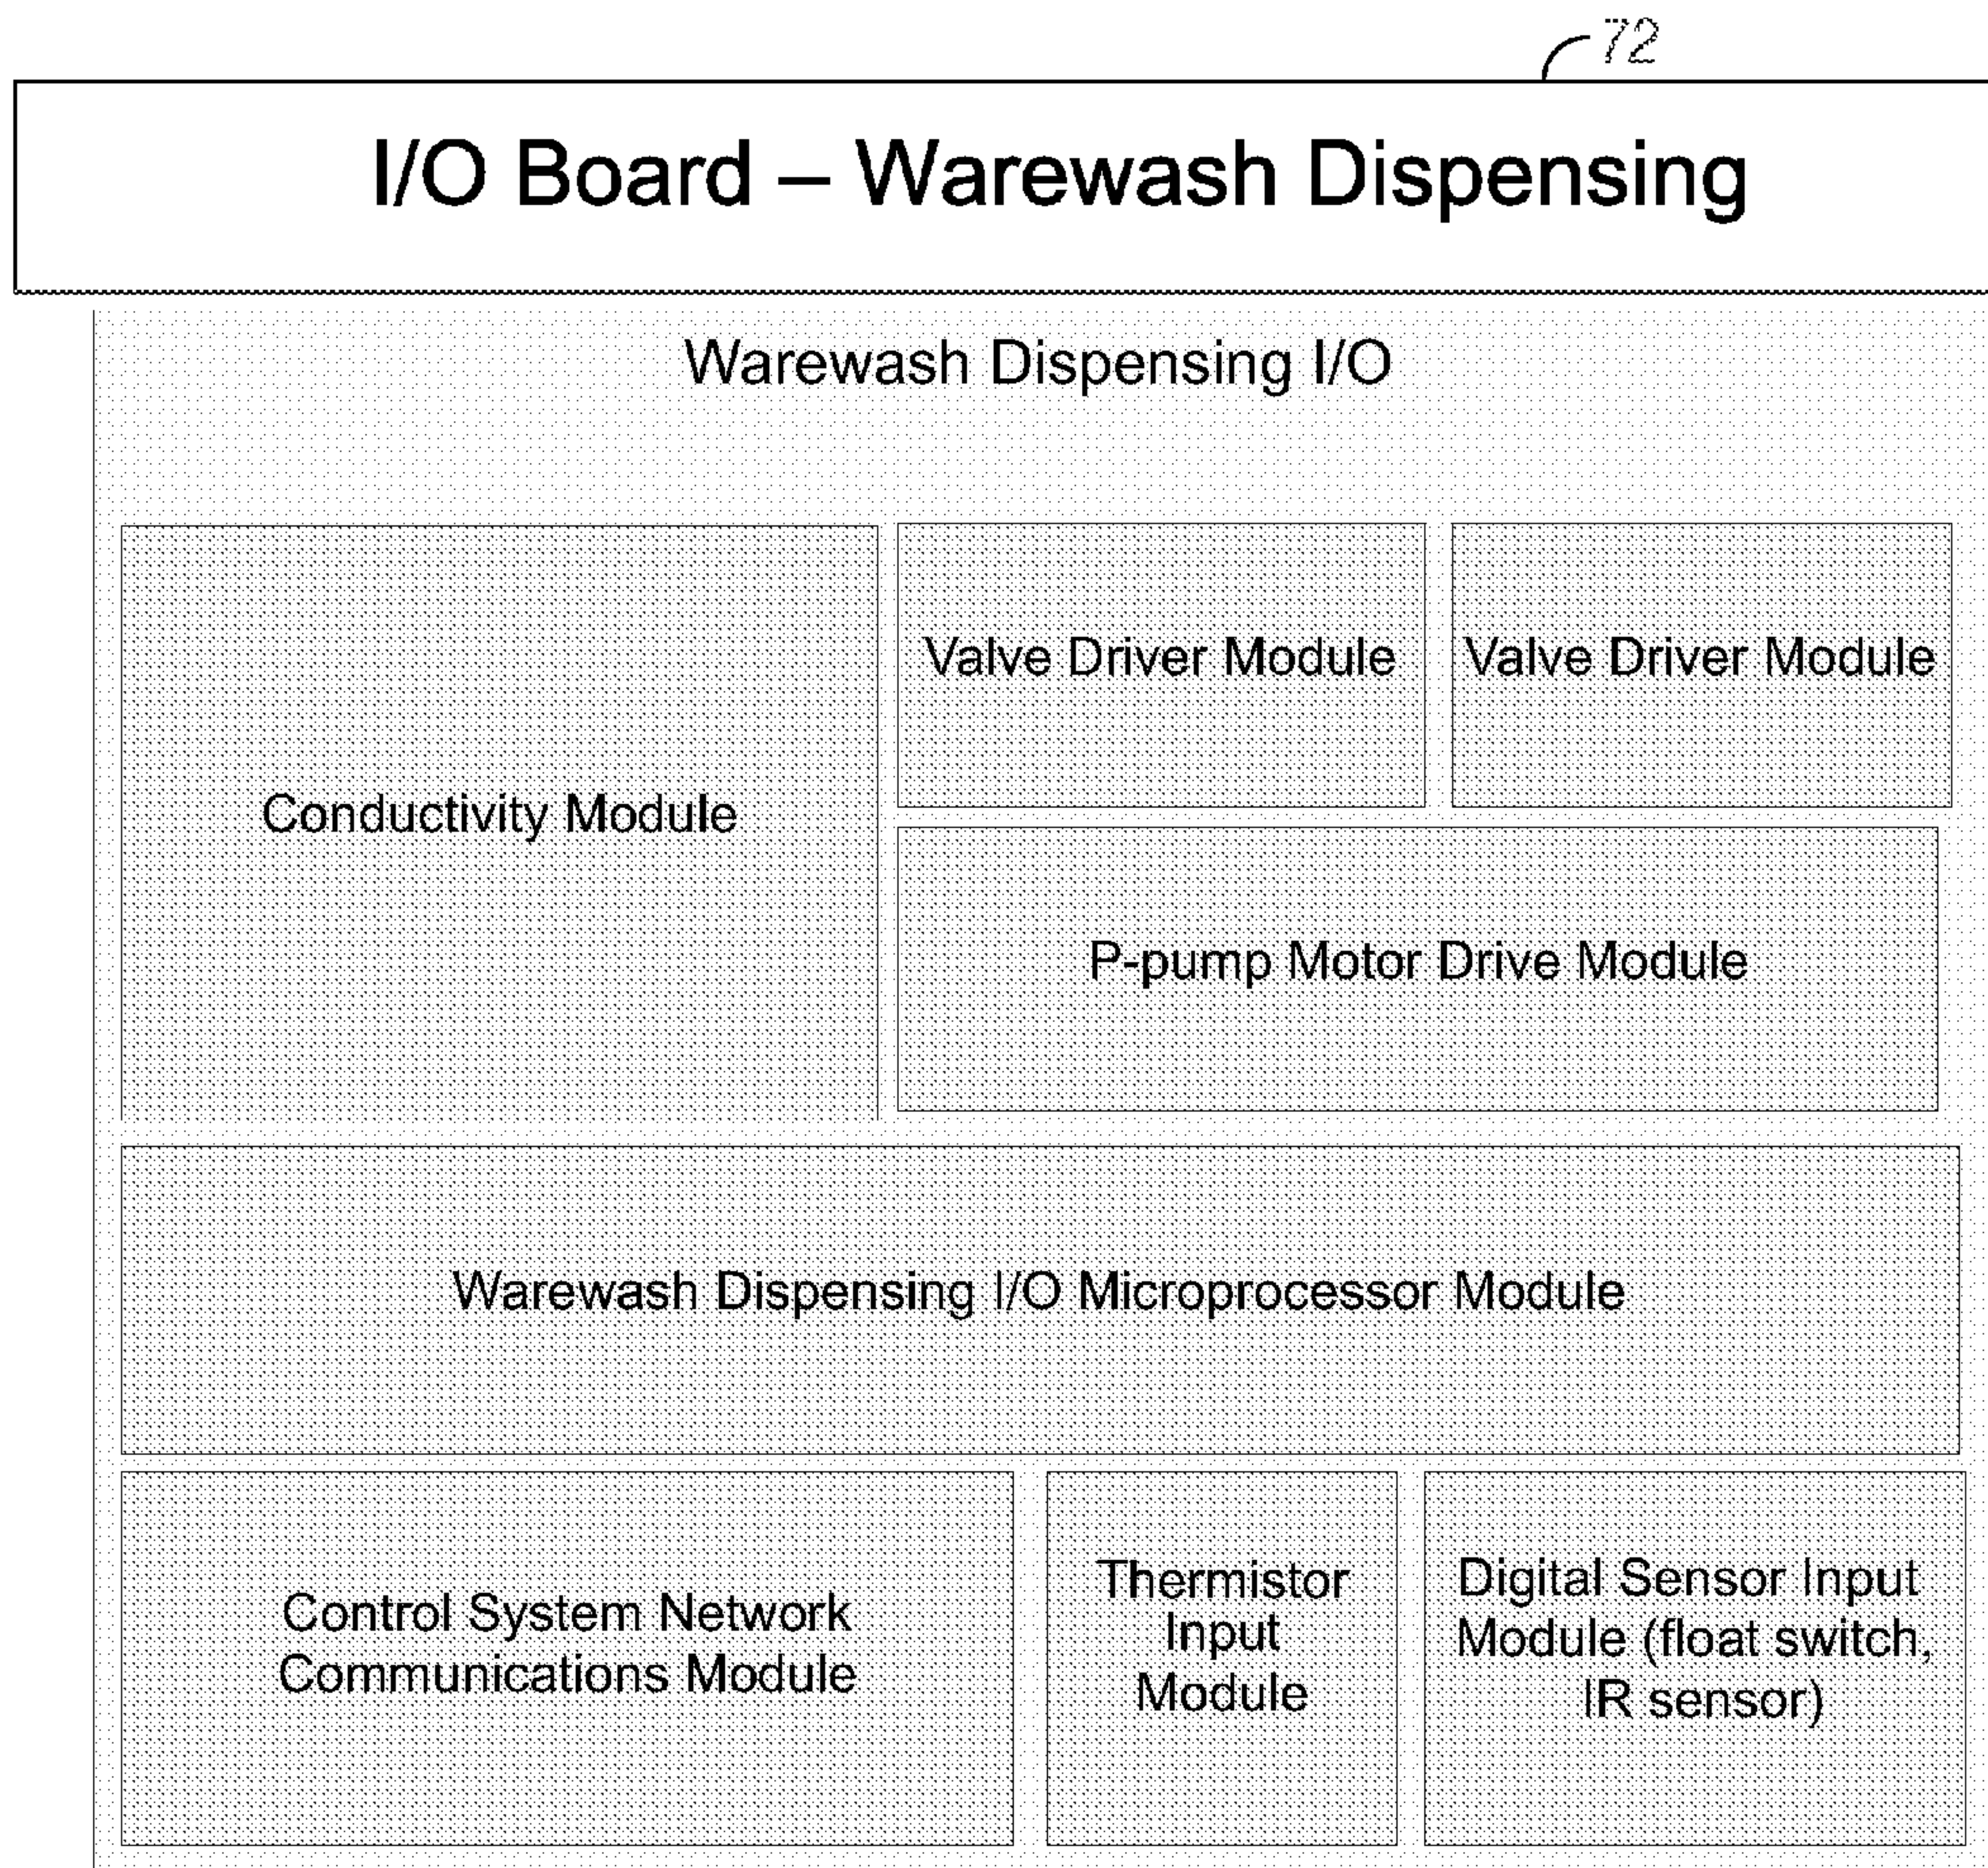 72
I/O Board – Warewash Dispensing
Warewash Dispensing I/O
Conductivity Module
Valve Driver Module
Valve Driver Module
P-pump Motor Drive Module
Warewash Dispensing I/O Microprocessor Module
Control System Network
Communications Module
Thermistor
Input
Module
Digital Sensor Input
Module (float switch,
IR sensor)